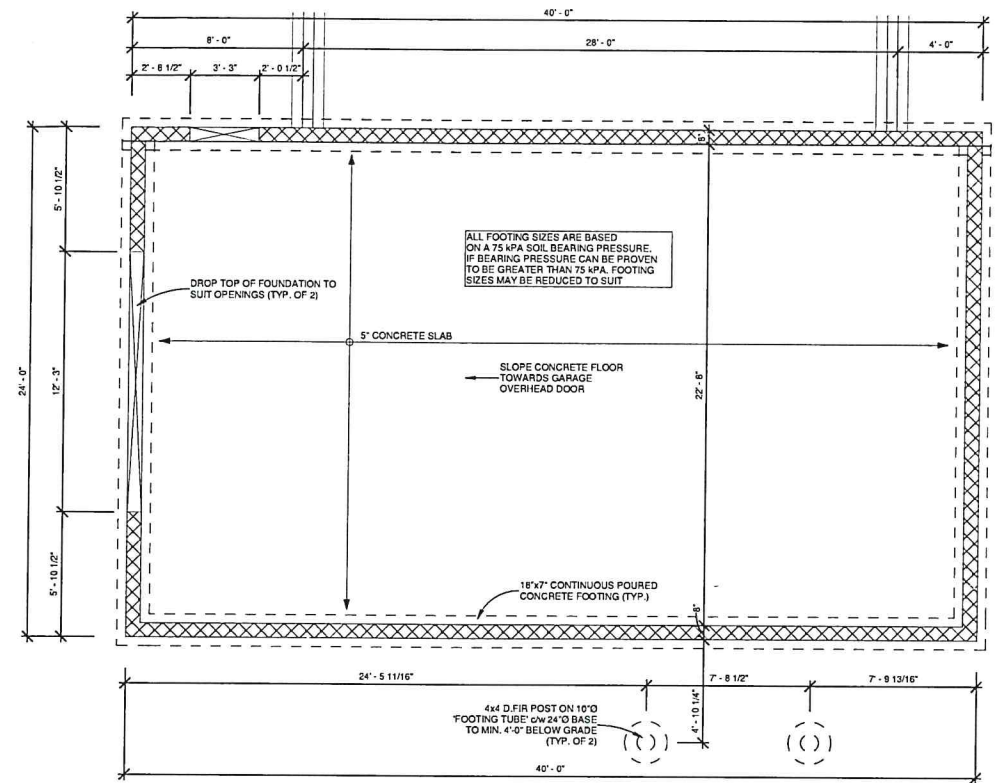 40' - 0"
8' - 0"
28' - 0"
4' - 0"
2' - 8 1/2"
3' - 3"
2' - 0 1/2"
8"
5' - 10 1/2"
ALL FOOTING SIZES ARE BASED
ON A 75 kPA SOIL BEARING PRESSURE.
IF BEARING PRESSURE CAN BE PROVEN
TO BE GREATER THAN 75 kPA, FOOTING
SIZES MAY BE REDUCED TO SUIT
DROP TOP OF FOUNDATION TO
SUIT OPENINGS (TYP. OF 2)
5" CONCRETE SLAB
SLOPE CONCRETE FLOOR
TOWARDS GARAGE
OVERHEAD DOOR
24' - 0"
12' - 3"
22' - 8"
5' - 10 1/2"
18"x7" CONTINUOUS POURED
CONCRETE FOOTING (TYP.)
8"
24' - 5 11/16"
7' - 8 1/2"
7' - 9 13/16"
4' - 10 1/4"
4x4 D.FIR POST ON 10"Ø
'FOOTING TUBE' c/w 24"Ø BASE
TO MIN. 4'-0" BELOW GRADE
(TYP. OF 2)
40' - 0"